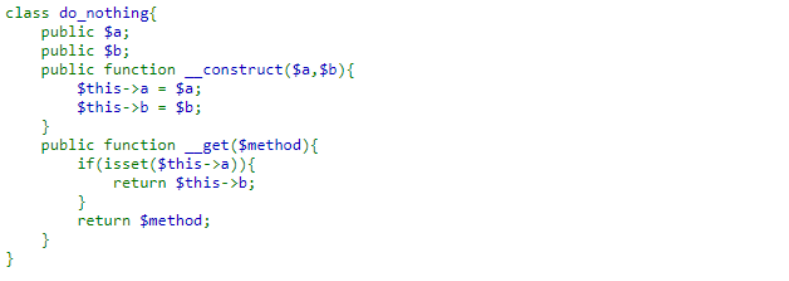 class do_nothing{
    public $a;
    public $b;
    public function __construct($a,$b){
        $this->a = $a;
        $this->b = $b;
    }
    public function __get($method){
        if(isset($this->a)){
            return $this->b;
        }
        return $method;
    }
}